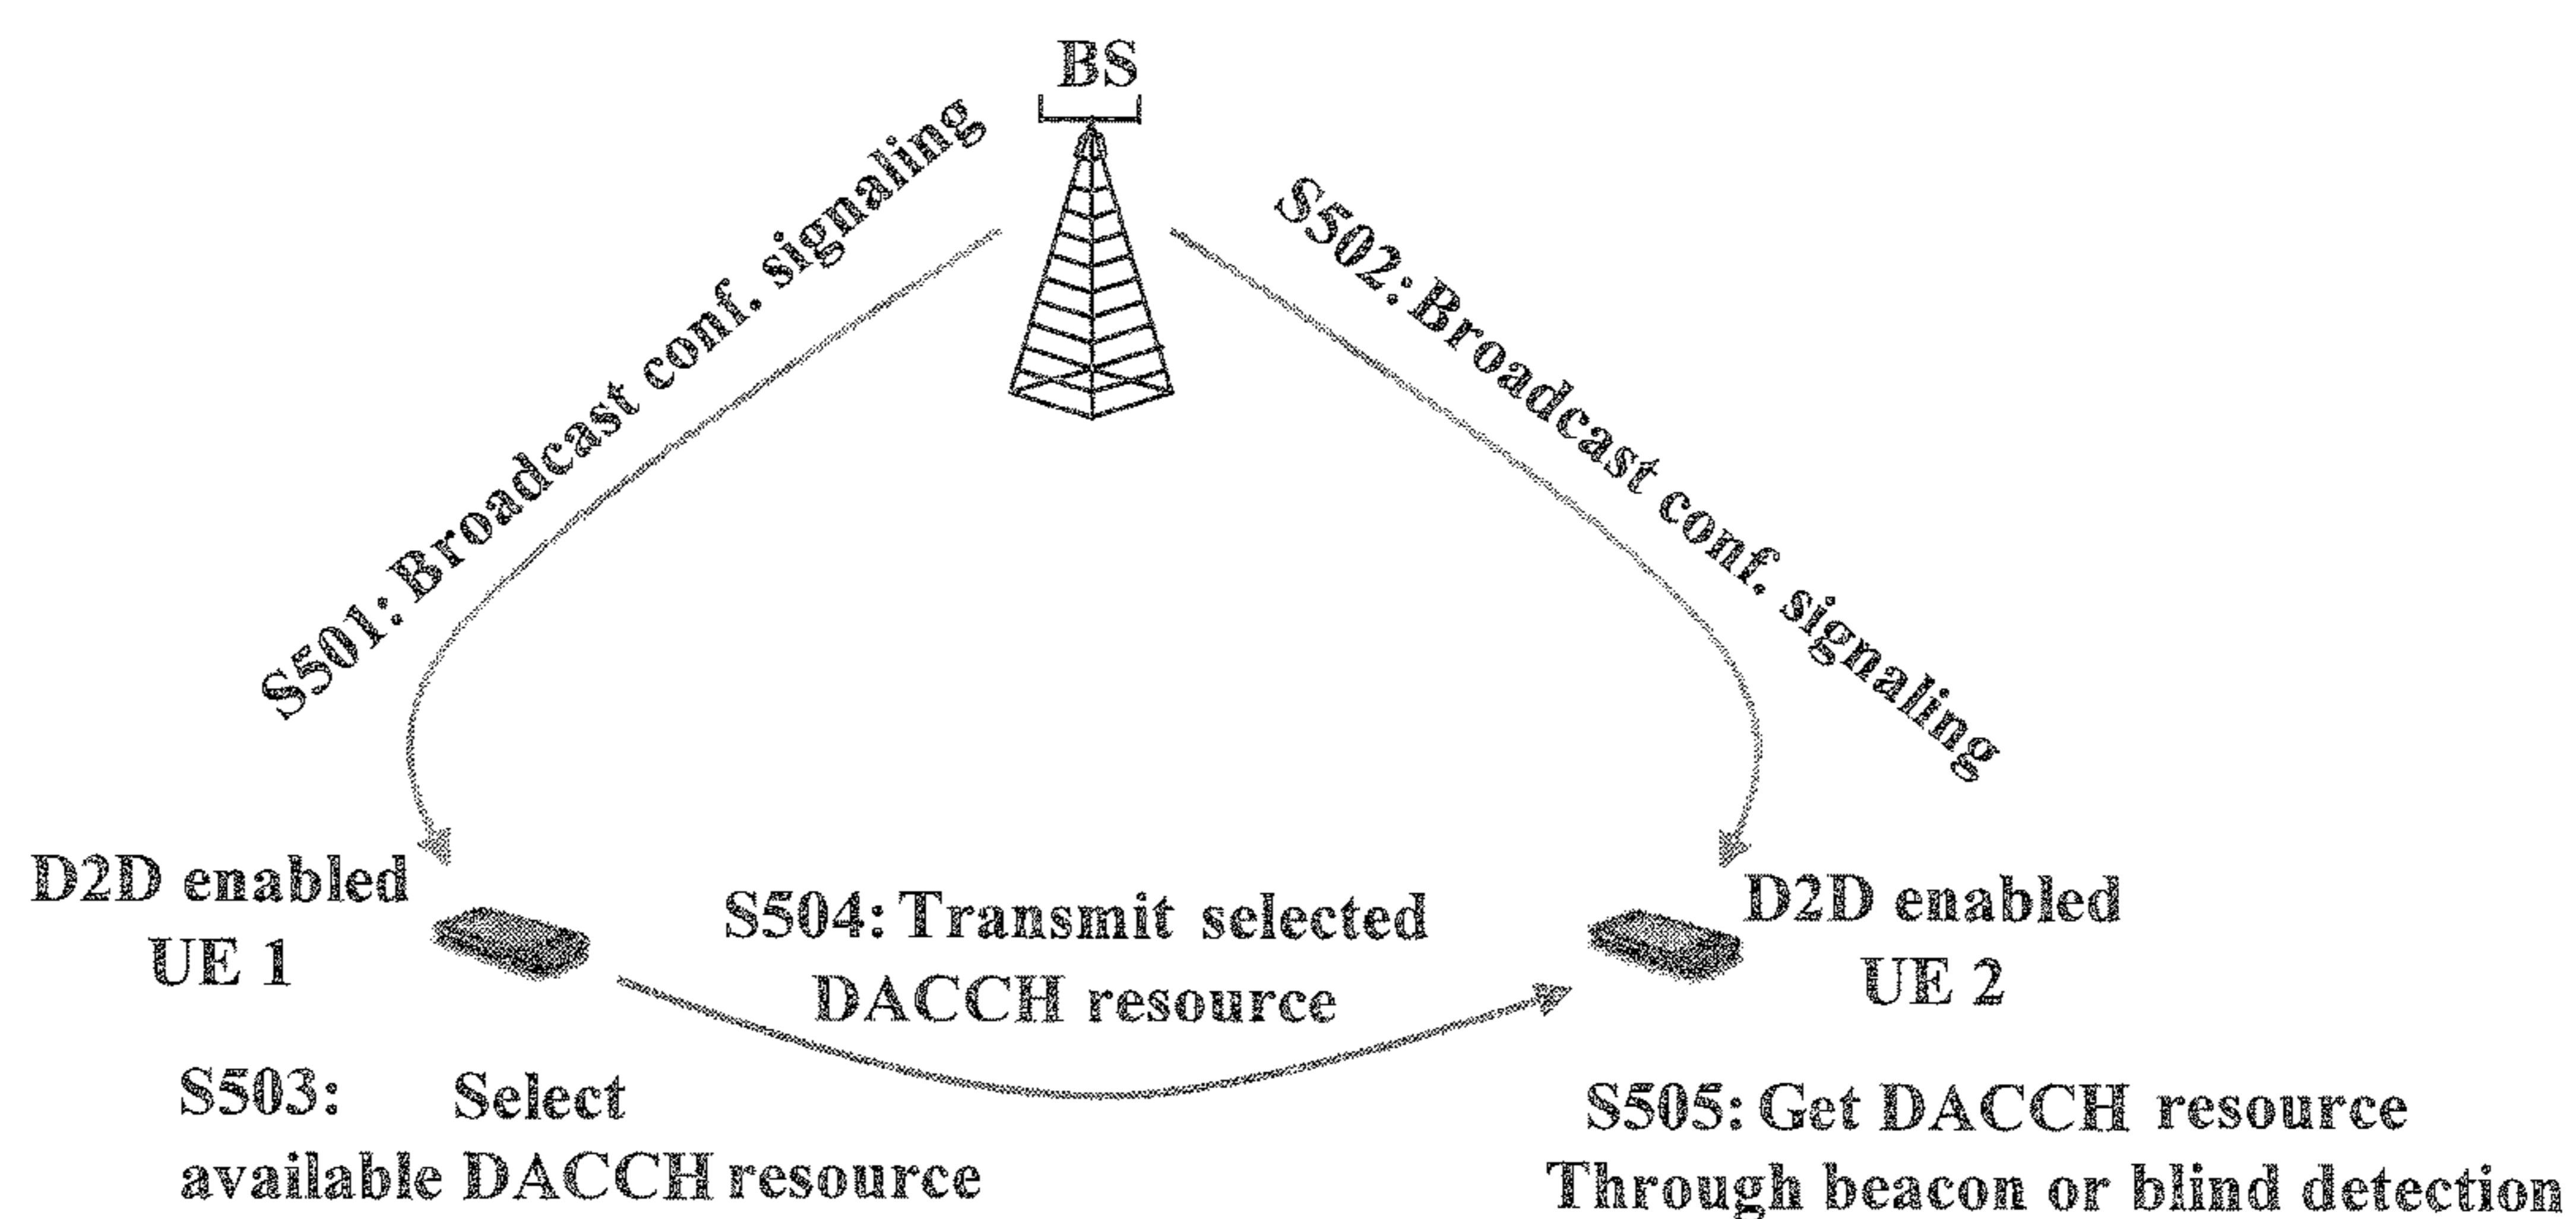 BS
S501: Broadcast conf. signaling
S502: Broadcast conf. signaling
D2D enabled
UE 1
S504: Transmit selected
DACCH resource
D2D enabled
UE 2
S503: Select
available DACCH resource
S505: Get DACCH resource
Through beacon or blind detection